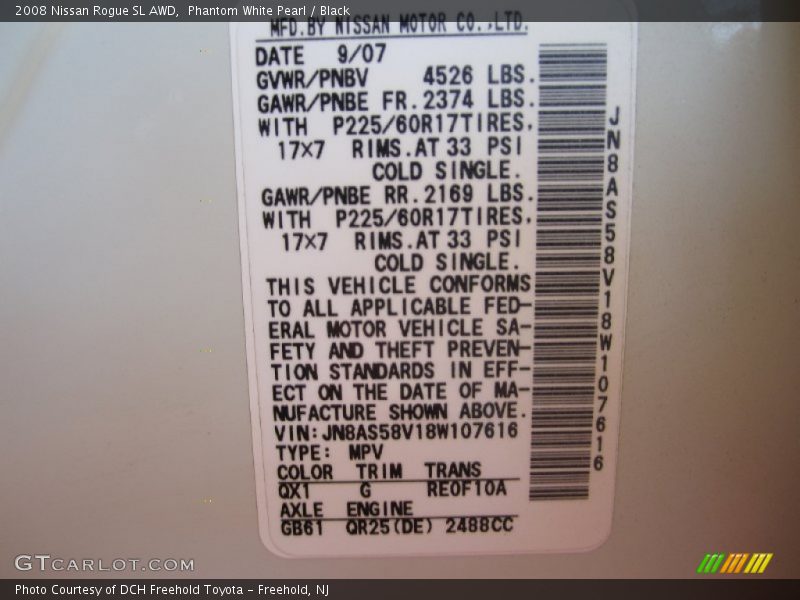 2008 Nissan Rogue SL AWD,  Phantom White Pearl / Black
MFD.BY NISSAN MOTOR CO.,LTD.
DATE 9/07
GVWR/PNBV 4526 LBS.
GAWR/PNBE FR.2374 LBS.
WITH P225/60R17TIRES,
17×7 RIMS.AT 33 PSI
COLD SINGLE.
GAWR/PNBE RR.2169 LBS.
WITH P225/60R17TIRES,
17×7 RIMS.AT 33 PSI
COLD SINGLE.
THIS VEHICLE CONFORMS
TO ALL APPLICABLE FED-
ERAL MOTOR VEHICLE SA-
FETY AND THEFT PREVEN-
TION STANDARDS IN EFF-
ECT ON THE DATE OF MA-
NUFACTURE SHOWN ABOVE.
VIN:JN8AS58V18W107616
TYPE: MPV
COLOR TRIM TRANS
QX1 G RE0F10A
AXLE ENGINE
GB61 QR25(DE) 2488CC
JN8AS58V18W107616
GTCARLOT.COM
Photo Courtesy of DCH Freehold Toyota - Freehold, NJ